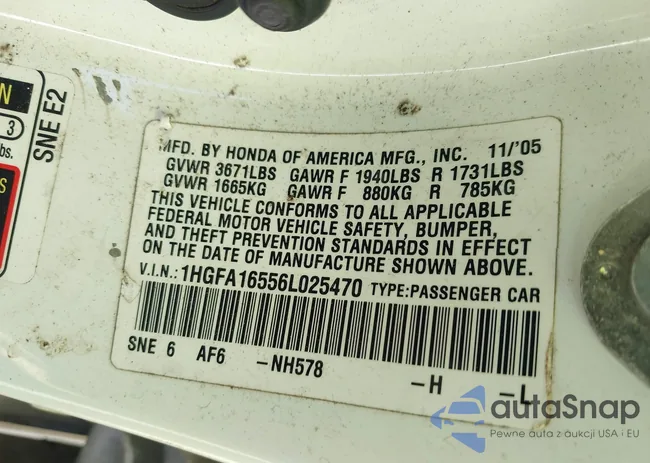 N
3
bs.
S
SNE E2
MFD. BY HONDA OF AMERICA MFG., INC. 11/'05
GVWR 3671LBS GAWR F 1940LBS R 1731LBS
GVWR 1665KG GAWR F 880KG R 785KG
THIS VEHICLE CONFORMS TO ALL APPLICABLE
FEDERAL MOTOR VEHICLE SAFETY, BUMPER,
AND THEFT PREVENTION STANDARDS IN EFFECT
ON THE DATE OF MANUFACTURE SHOWN ABOVE.
V.I.N.: 1HGFA16556L025470 TYPE:PASSENGER CAR
SNE 6 AF6 -NH578 -H -L
autaSnap
Pewne auta z aukcji USA i EU